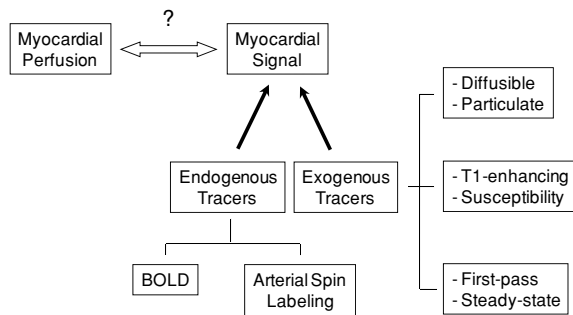 ?
Myocardial
Perfusion
Myocardial
Signal
- Diffusible
- Particulate
Endogenous
Tracers
Exogenous
Tracers
- T1-enhancing
- Susceptibility
BOLD
Arterial Spin
Labeling
- First-pass
- Steady-state